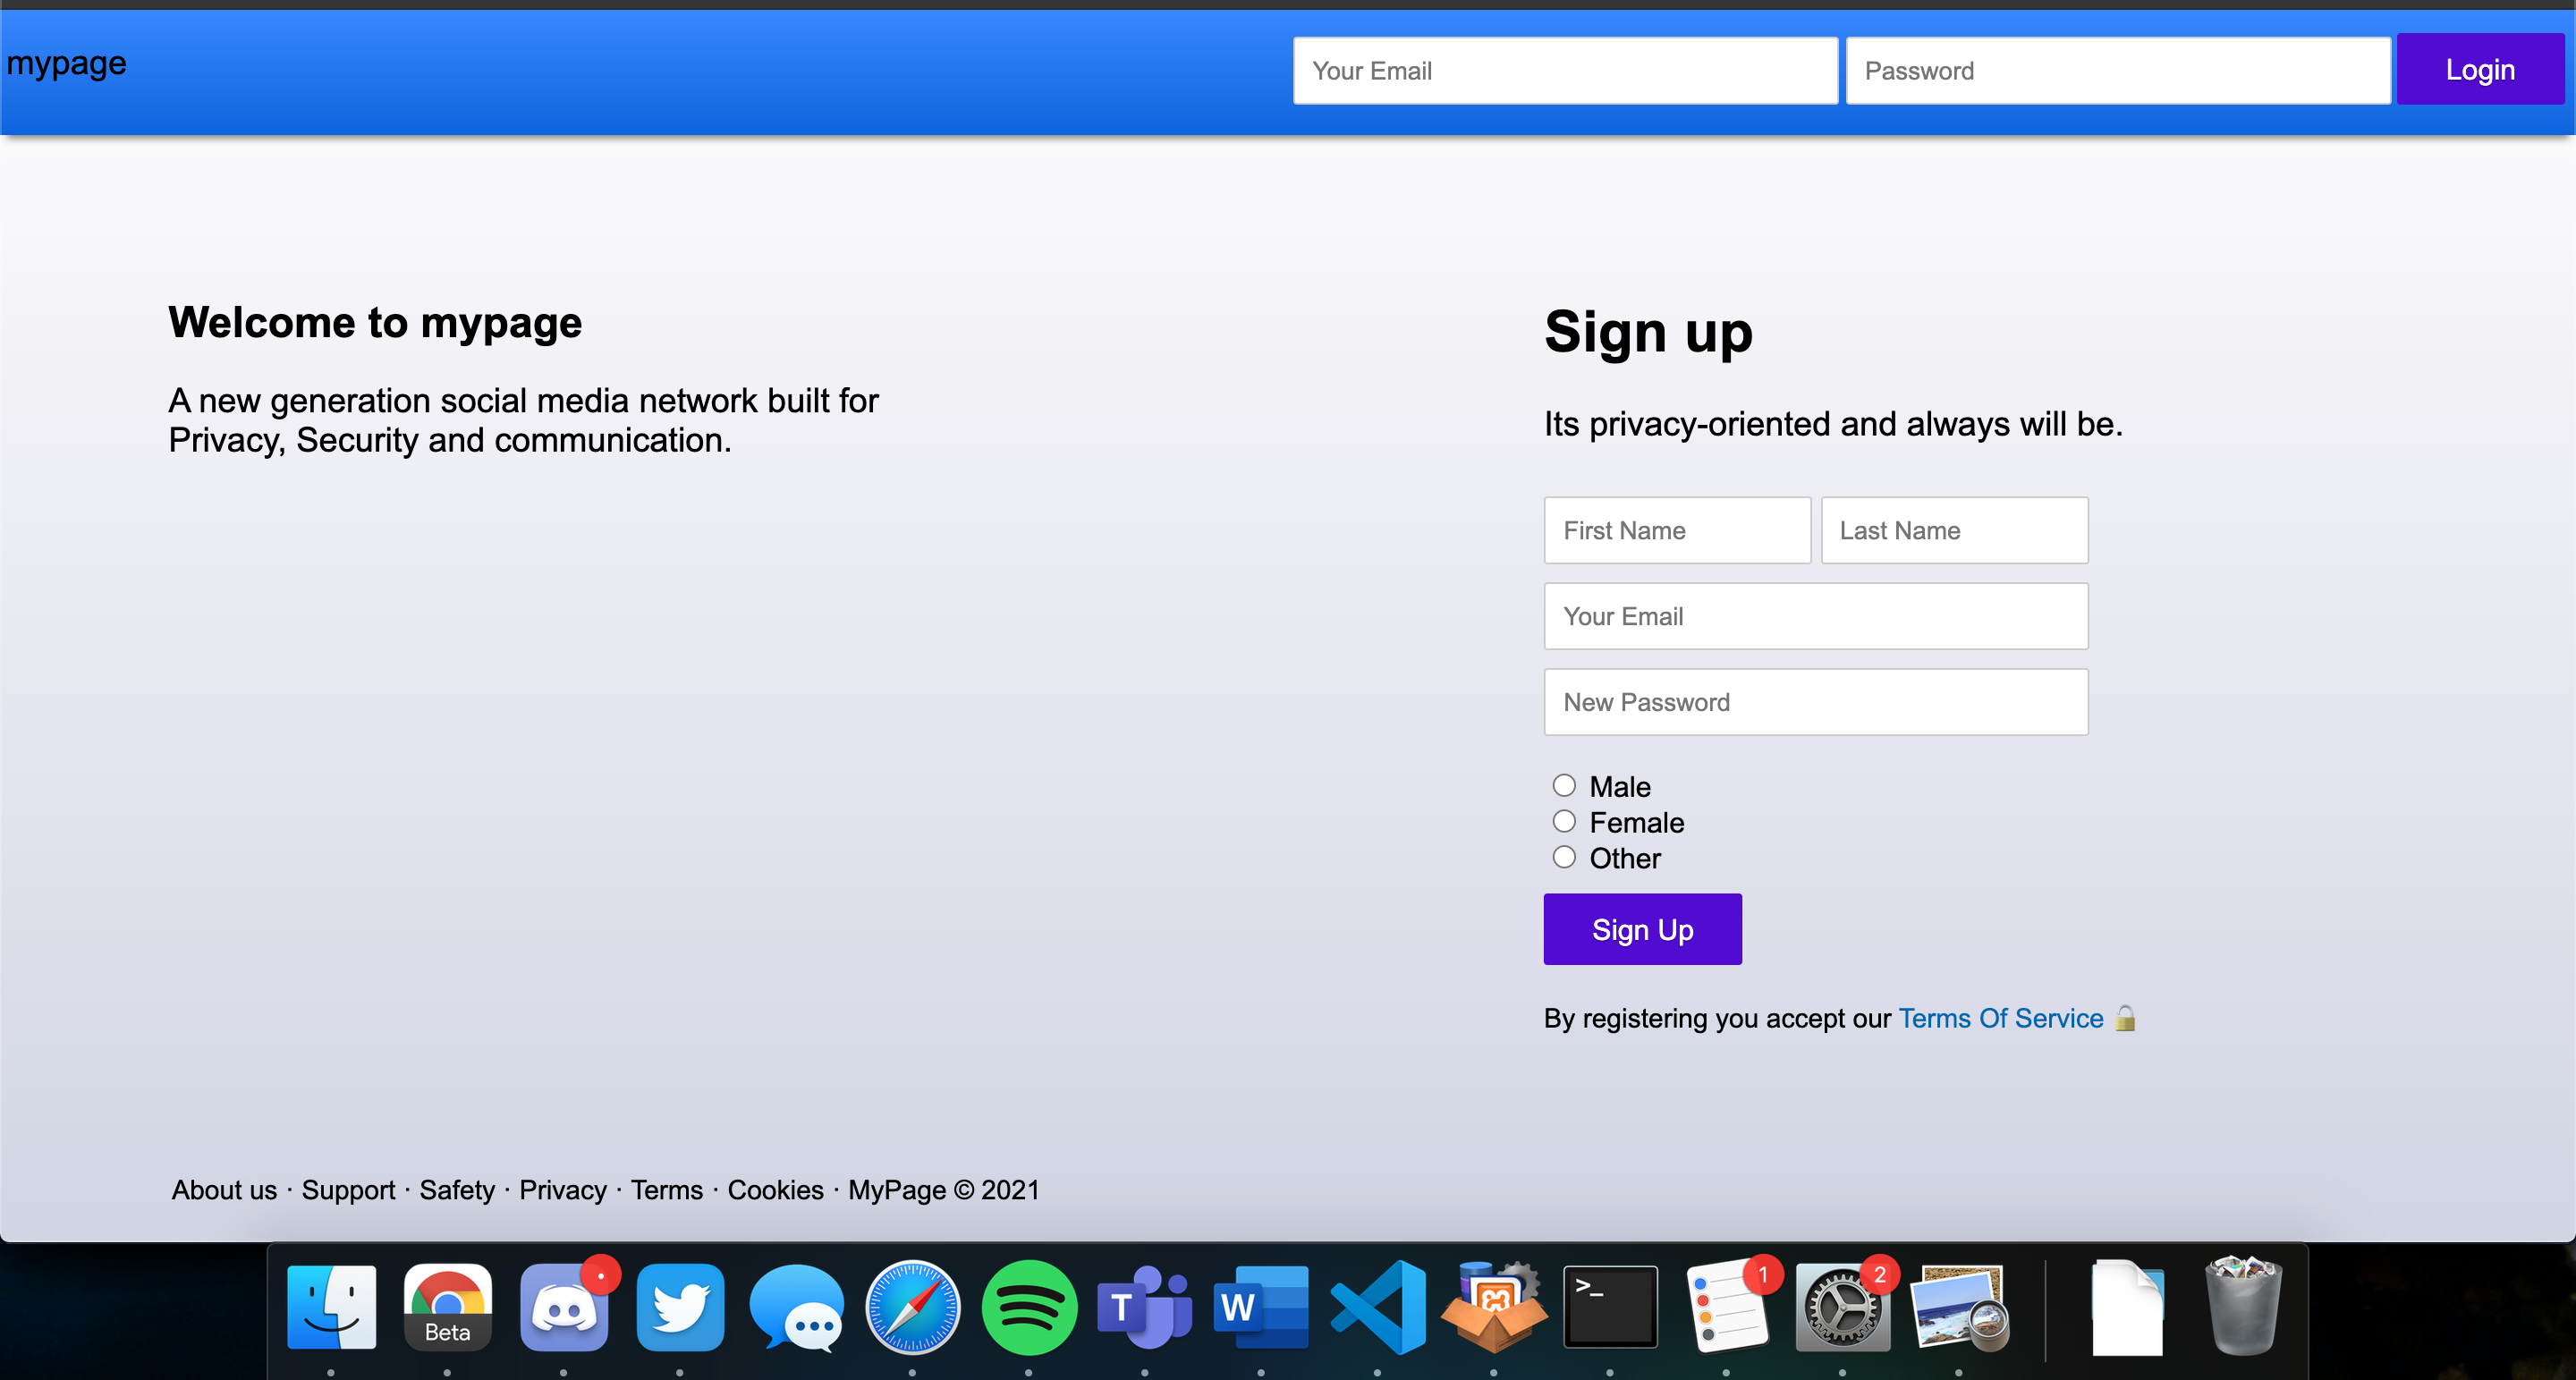 mypage
Your Email
Password
Login
Welcome to mypage
A new generation social media network built for
Privacy, Security and communication.
Sign up
Its privacy-oriented and always will be.
First Name
Last Name
Your Email
New Password
Male
Female
Other
Sign Up
By registering you accept our Terms Of Service 🔓
About us · Support · Safety · Privacy · Terms · Cookies · MyPage © 2021
Beta
T
W
>_
1
2